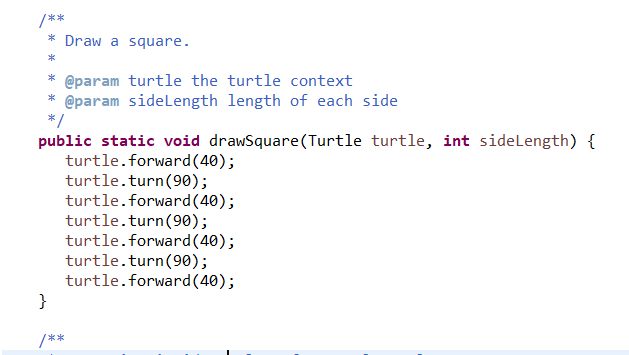 /**
 * Draw a square.
 *
 * @param turtle the turtle context
 * @param sideLength length of each side
 */
public static void drawSquare(Turtle turtle, int sideLength) {
    turtle.forward(40);
    turtle.turn(90);
    turtle.forward(40);
    turtle.turn(90);
    turtle.forward(40);
    turtle.turn(90);
    turtle.forward(40);
}

/**